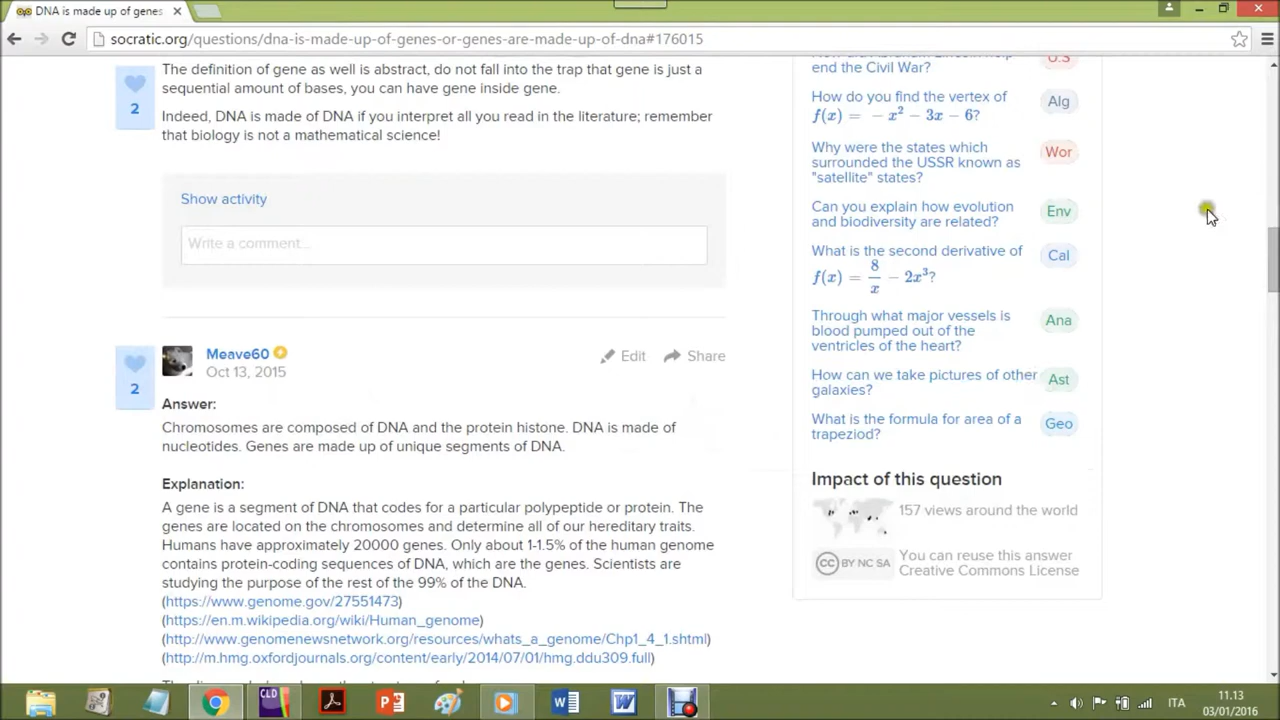 DNA is made up of genes
socratic.org/questions/dna-is-made-up-of-genes-or-genes-are-made-up-of-dna#176015
The definition of gene as well is abstract, do not fall into the trap that gene is just a
sequential amount of bases, you can have gene inside gene.
2
Indeed, DNA is made of DNA if you interpret all you read in the literature; remember
that biology is not a mathematical science!
Show activity
Write a comment...
Meave60
Edit
Share
Oct 13, 2015
2
Answer:
Chromosomes are composed of DNA and the protein histone. DNA is made of
nucleotides. Genes are made up of unique segments of DNA.
Explanation:
A gene is a segment of DNA that codes for a particular polypeptide or protein. The
genes are located on the chromosomes and determine all of our hereditary traits.
Humans have approximately 20000 genes. Only about 1-1.5% of the human genome
contains protein-coding sequences of DNA, which are the genes. Scientists are
studying the purpose of the rest of the 99% of the DNA.
(https://www.genome.gov/27551473)
(https://en.m.wikipedia.org/wiki/Human_genome)
(http://www.genomenewsnetwork.org/resources/whats_a_genome/Chp1_4_1.shtml)
(http://m.hmg.oxfordjournals.org/content/early/2014/07/01/hmg.ddu309.full)
end the Civil War?
U.S
How do you find the vertex of
f(x) = −x² − 3x − 6?
Alg
Why were the states which
surrounded the USSR known as
"satellite" states?
Wor
Can you explain how evolution
and biodiversity are related?
Env
What is the second derivative of
f(x) = 8/x − 2x³?
Cal
Through what major vessels is
blood pumped out of the
ventricles of the heart?
Ana
How can we take pictures of other
galaxies?
Ast
What is the formula for area of a
trapeziod?
Geo
Impact of this question
157 views around the world
CC BY NC SA
You can reuse this answer
Creative Commons License
CLD
ITA
11.13
03/01/2016